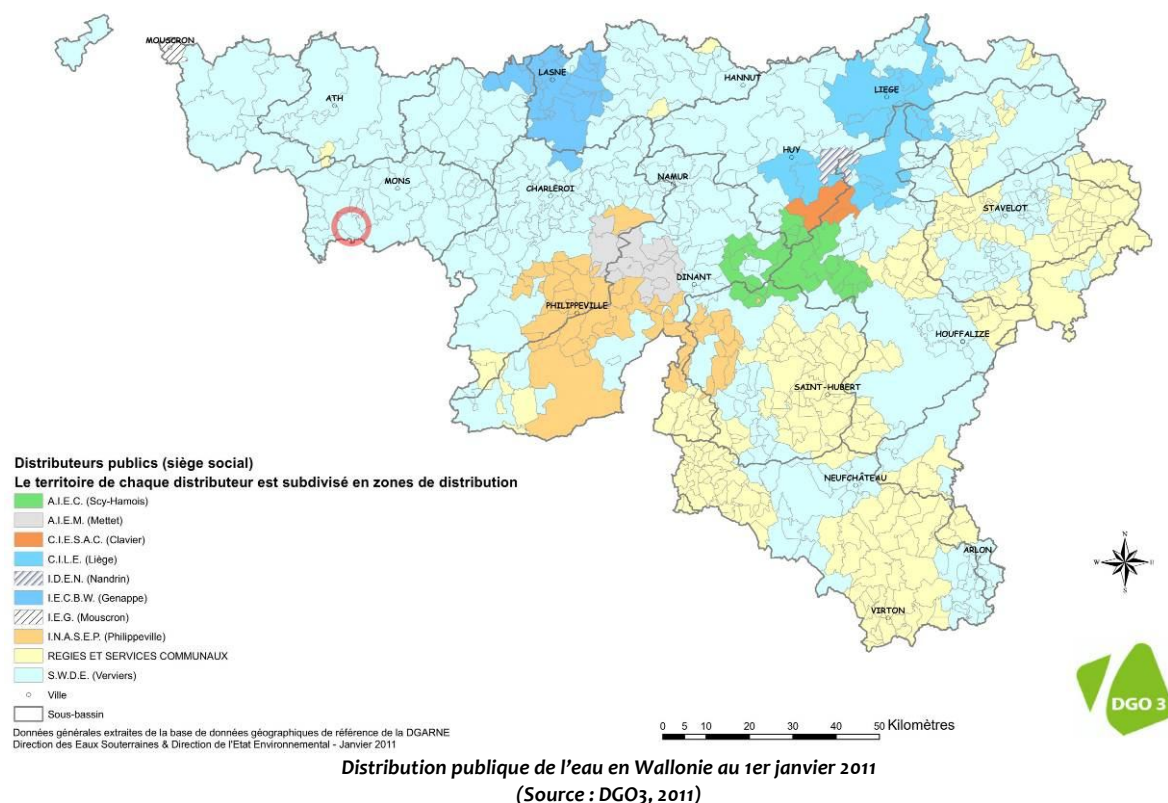 MOUSCRON
LASNE
HANNUT
LIEGE
ATH
HUY
MONS
NAMUR
CHARLEROI
STAVELOT
DINANT
PHILIPPEVILLE
HOUFFALIZE
SAINT-HUBERT
NEUFCHÂTEAU
ARLON
VIRTON
Distributeurs publics (siège social)
Le territoire de chaque distributeur est subdivisé en zones de distribution
A.I.E.C. (Scy-Hamois)
A.I.E.M. (Mettet)
C.I.E.S.A.C. (Clavier)
C.I.L.E. (Liège)
I.D.E.N. (Nandrin)
I.E.C.B.W. (Genappe)
I.E.G. (Mouscron)
I.N.A.S.E.P. (Philippeville)
REGIES ET SERVICES COMMUNAUX
S.W.D.E. (Verviers)
Ville
Sous-bassin
Données générales extraites de la base de données géographiques de référence de la DGARNE
Direction des Eaux Souterraines & Direction de l'Etat Environnemental - Janvier 2011
N
W
S
0 5 10 20 30 40 50 Kilomètres
DGO 3
Distribution publique de l'eau en Wallonie au 1er janvier 2011
(Source : DGO3, 2011)